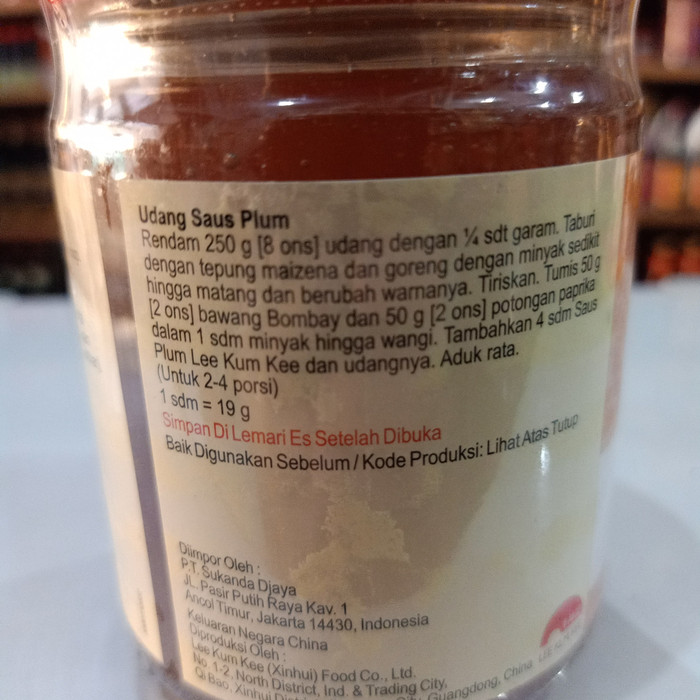 Udang Saus Plum
Rendam 250 g [8 ons] udang dengan ¼ sdt garam. Taburi
dengan tepung maizena dan goreng dengan minyak sedikit
hingga matang dan berubah warnanya. Tiriskan. Tumis 50 g
[2 ons] bawang Bombay dan 50 g [2 ons] potongan paprika
dalam 1 sdm minyak hingga wangi. Tambahkan 4 sdm Saus
Plum Lee Kum Kee dan udangnya. Aduk rata.
(Untuk 2-4 porsi)
1 sdm = 19 g
Simpan Di Lemari Es Setelah Dibuka
Baik Digunakan Sebelum / Kode Produksi: Lihat Atas Tutup
Diimpor Oleh :
P.T. Sukanda Djaya
JL. Pasir Putih Raya Kav. 1
Ancol Timur, Jakarta 14430, Indonesia
Keluaran Negara China
Diproduksi Oleh :
Lee Kum Kee (Xinhui) Food Co., Ltd.
No. 1-2, North District, Ind. & Trading City,
Qi Bao, Xinhui Guangdong, China